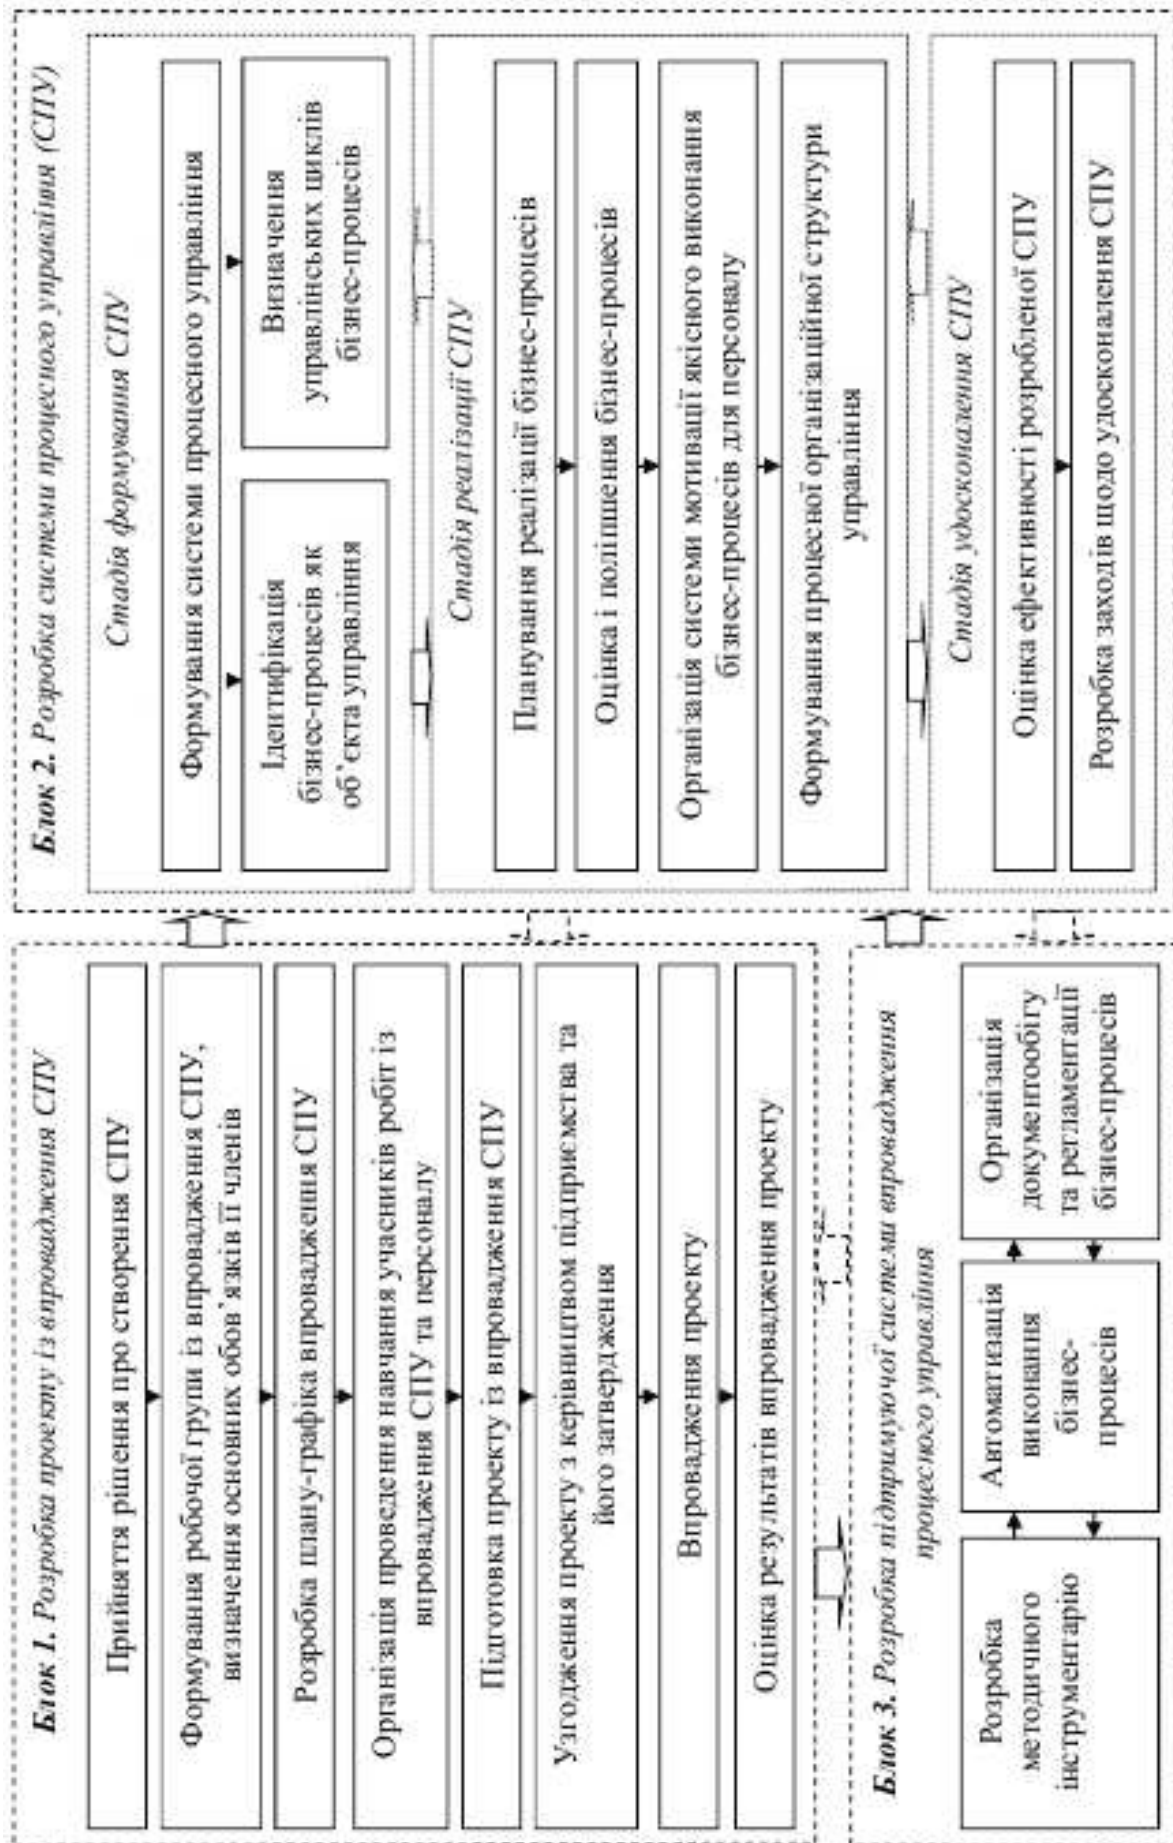 Блок 1. Розробка проекту із впровадження СПУ
Прийняття рішення про створення СПУ
Формування робочої групи із впровадження СПУ,
визначення основних обов`язків її членів
Розробка плану-графіка впровадження СПУ
Організація проведення навчання учасників робіт із
впровадження СПУ та персоналу
Підготовка проекту із впровадження СПУ
Узгодження проекту з керівництвом підприємства та
його затвердження
Впровадження проекту
Оцінка результатів впровадження проекту
Блок 2. Розробка системи процесного управління (СПУ)
Стадія формування СПУ
Формування системи процесного управління
Ідентифікація
бізнес-процесів як
об`єкта управління
Визначення
управлінських циклів
бізнес-процесів
Стадія реалізації СПУ
Планування реалізації бізнес-процесів
Оцінка і поліпшення бізнес-процесів
Організація системи мотивації якісного виконання
бізнес-процесів для персоналу
Формування процесної організаційної структури
управління
Стадія удосконалення СПУ
Оцінка ефективності розробленої СПУ
Розробка заходів щодо удосконалення СПУ
Блок 3. Розробка підтримуючої системи впровадження
процесного управління
Розробка
методичного
інструментарію
Автоматизація
виконання
бізнес-
процесів
Організація
документообігу
та регламентації
бізнес-процесів